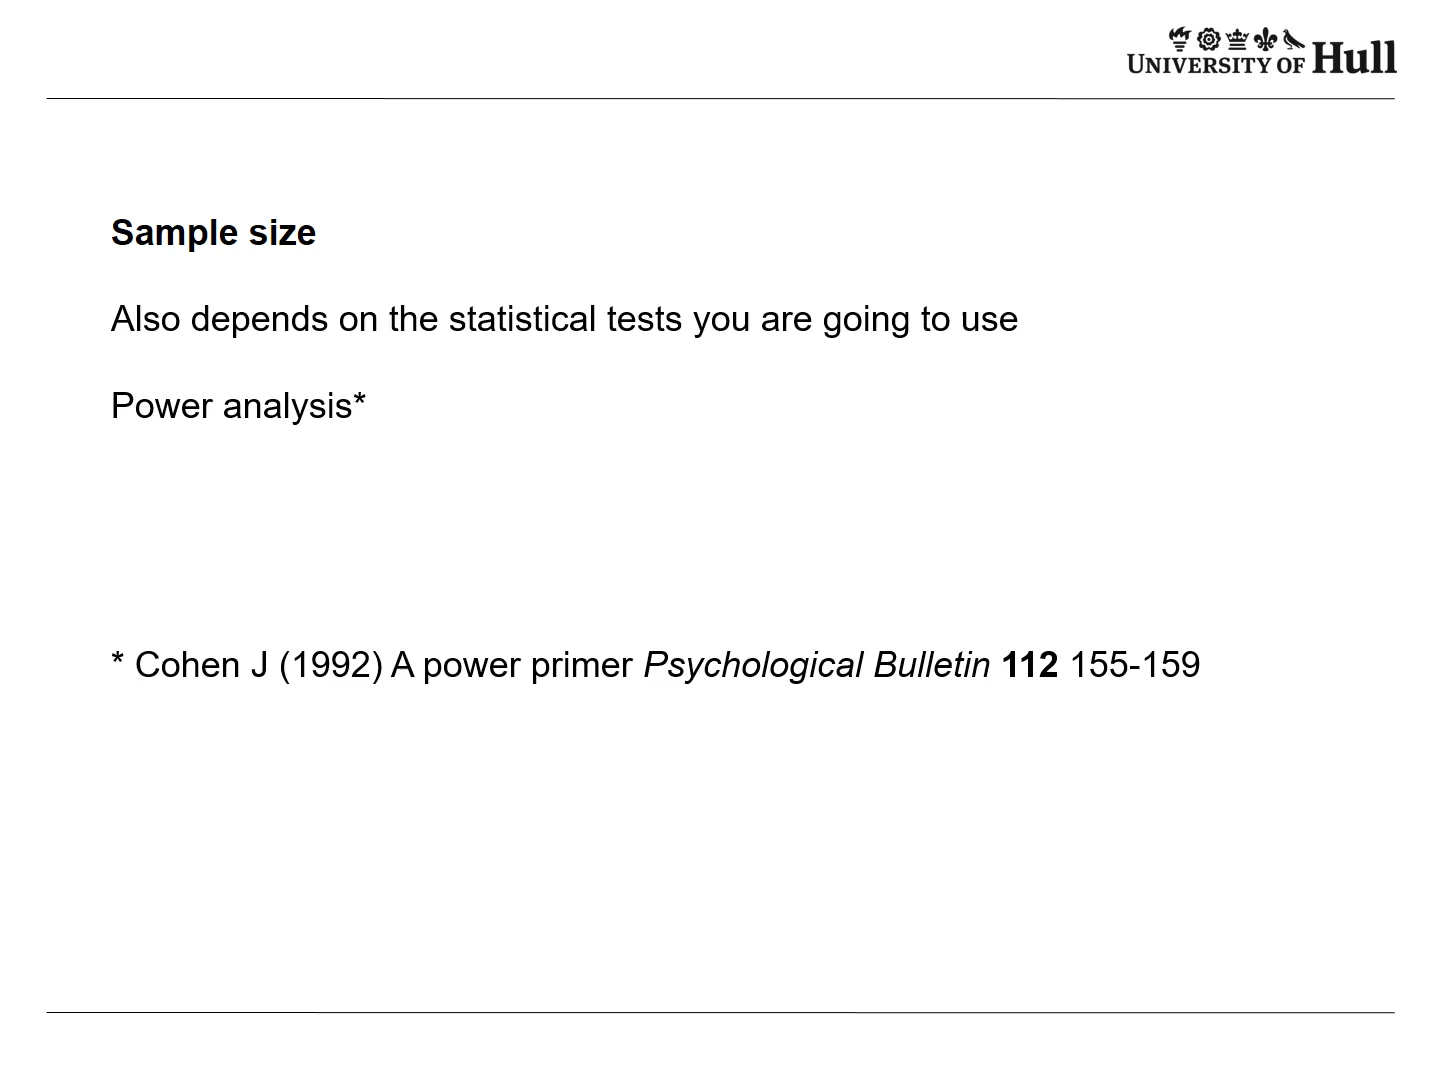 UNIVERSITY OF Hull
Sample size
Also depends on the statistical tests you are going to use
Power analysis*
* Cohen J (1992) A power primer Psychological Bulletin 112 155-159